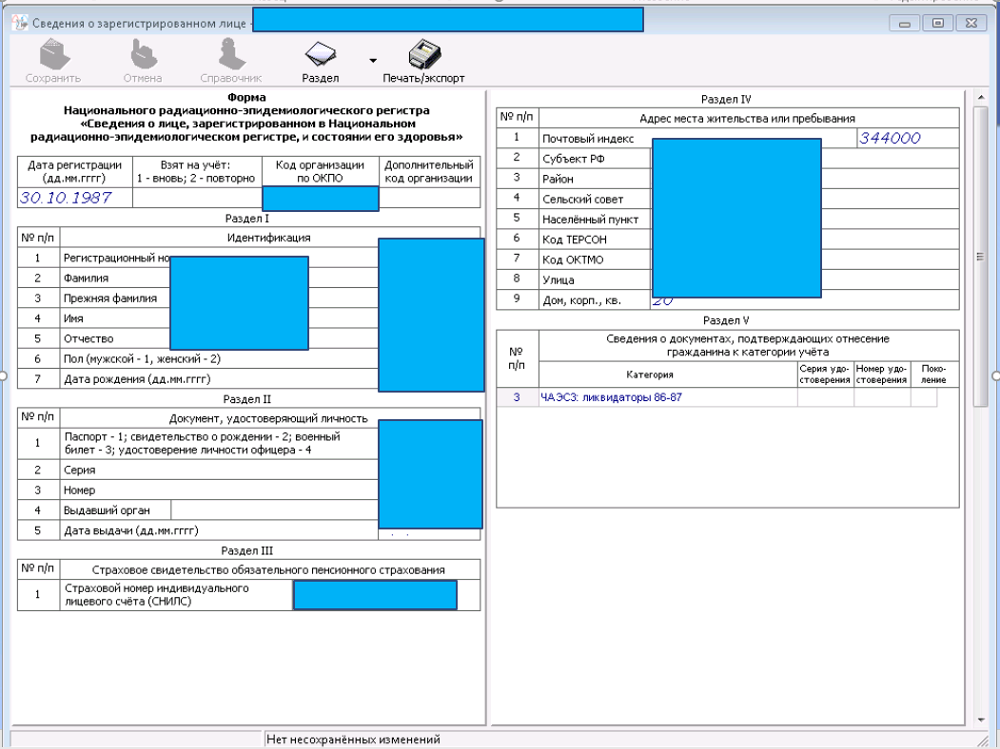 Сведения о зарегистрированном лице -
Сохранить
Отмена
Справочник
Раздел
Печать/экспорт
Форма
Национального радиационно-эпидемиологического регистра
«Сведения о лице, зарегистрированном в Национальном
радиационно-эпидемиологическом регистре, и состоянии его здоровья»
Дата регистрации
(дд.мм.гггг)
Взят на учёт:
1 - вновь; 2 - повторно
Код организации
по ОКПО
Дополнительный
код организации
30.10.1987
Раздел I
№ п/п
Идентификация
1
Регистрационный но
2
Фамилия
3
Прежняя фамилия
4
Имя
5
Отчество
6
Пол (мужской - 1, женский - 2)
7
Дата рождения (дд.мм.гггг)
Раздел II
№ п/п
Документ, удостоверяющий личность
1
Паспорт - 1; свидетельство о рождении - 2; военный
билет - 3; удостоверение личности офицера - 4
2
Серия
3
Номер
4
Выдавший орган
5
Дата выдачи (дд.мм.гггг)
. .
Раздел III
№ п/п
Страховое свидетельство обязательного пенсионного страхования
1
Страховой номер индивидуального
лицевого счёта (СНИЛС)
Раздел IV
№ п/п
Адрес места жительства или пребывания
1
Почтовый индекс
344000
2
Субъект РФ
3
Район
4
Сельский совет
5
Населённый пункт
6
Код ТЕРСОН
7
Код ОКТМО
8
Улица
9
Дом, корп., кв.
20
Раздел V
№
п/п
Сведения о документах, подтверждающих отнесение
гражданина к категории учёта
Категория
Серия удо-
стоверения
Номер удо-
стоверения
Поко-
ление
3
ЧАЭСЗ: ликвидаторы 86-87
Нет несохранённых изменений